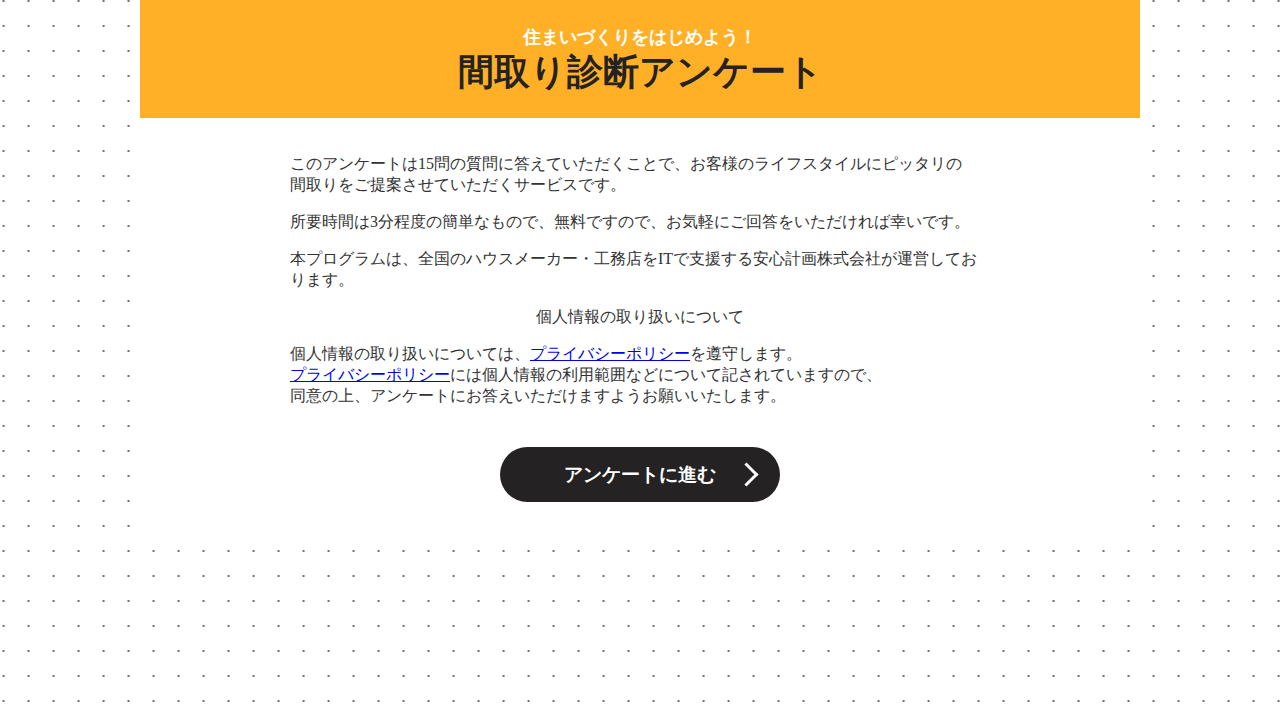 住まいづくりをはじめよう！
間取り診断アンケート
このアンケートは15問の質問に答えていただくことで、お客様のライフスタイルにピッタリの
間取りをご提案させていただくサービスです。
所要時間は3分程度の簡単なもので、無料ですので、お気軽にご回答をいただければ幸いです。
本プログラムは、全国のハウスメーカー・工務店をITで支援する安心計画株式会社が運営してお
ります。
個人情報の取り扱いについて
個人情報の取り扱いについては、プライバシーポリシーを遵守します。
プライバシーポリシーには個人情報の利用範囲などについて記されていますので、
同意の上、アンケートにお答えいただけますようお願いいたします。
アンケートに進む